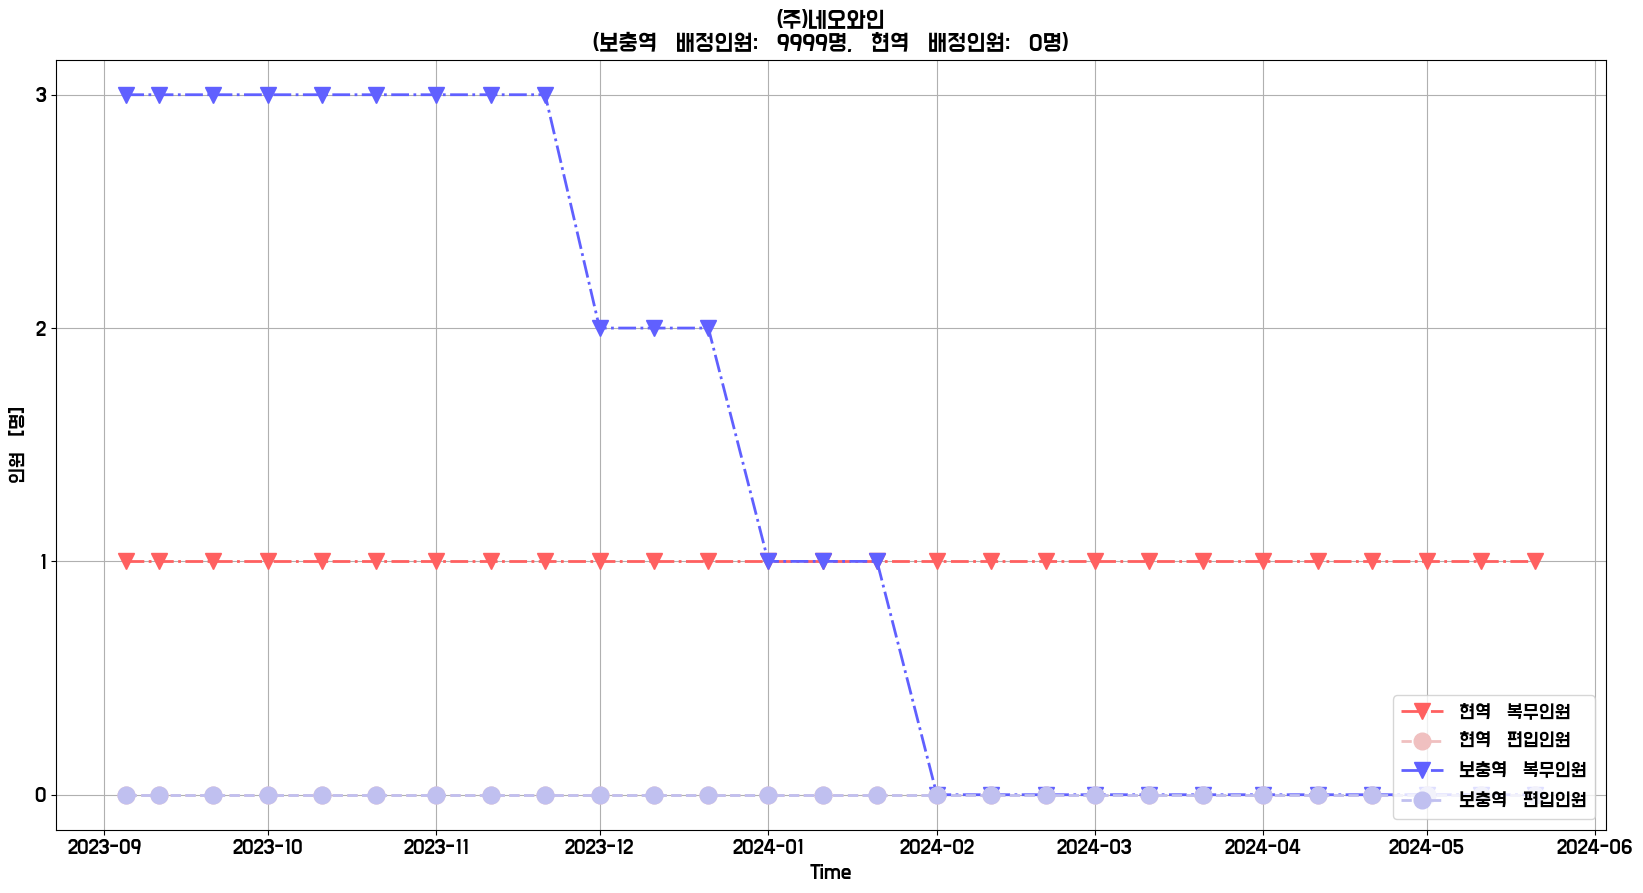 (주)네오와인
(보충역 배정인원: 9999명, 현역 배정인원: 0명)
3
2
1
0
인원 [명]
현역 복무인원
현역 편입인원
보충역 복무인원
보충역 편입인원
2023-09 2023-10 2023-11 2023-12 2024-01 2024-02 2024-03 2024-04 2024-05 2024-06
Time